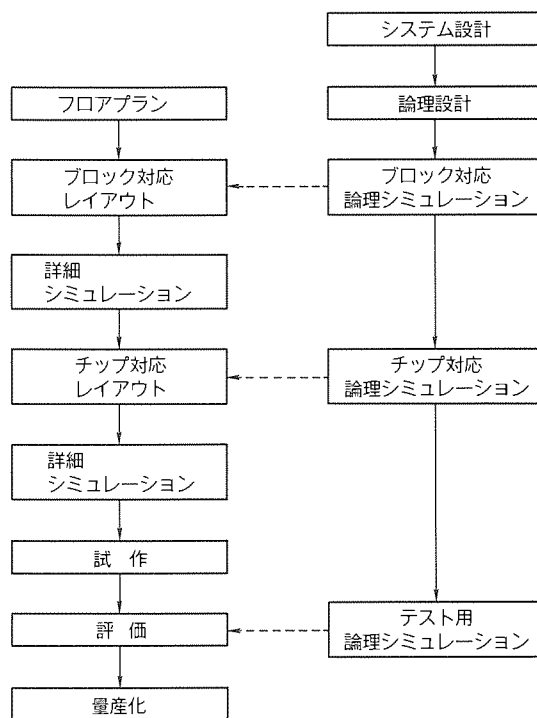 システム設計
論理設計
ブロック対応
論理シミュレーション
チップ対応
論理シミュレーション
テスト用
論理シミュレーション
フロアプラン
ブロック対応
レイアウト
詳細
シミュレーション
チップ対応
レイアウト
詳細
シミュレーション
試 作
評 価
量産化